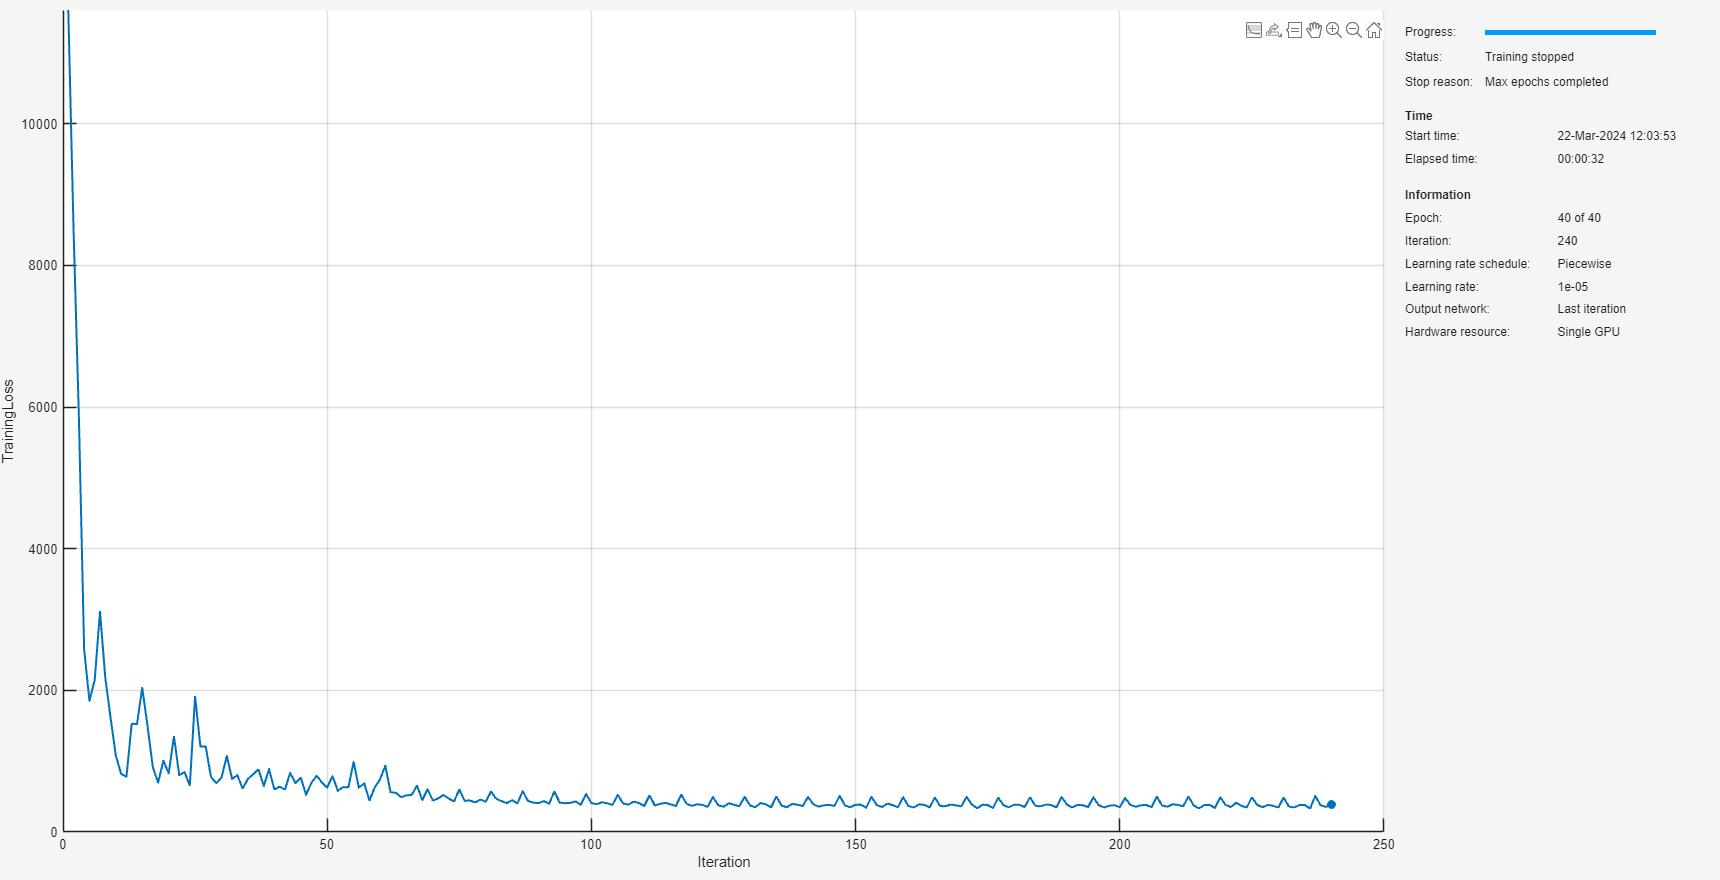 10000
8000
6000
4000
2000
0
TrainingLoss
0 50 100 150 200 250
Iteration
Progress:
Status: Training stopped
Stop reason: Max epochs completed
Time
Start time: 22-Mar-2024 12:03:53
Elapsed time: 00:00:32
Information
Epoch: 40 of 40
Iteration: 240
Learning rate schedule: Piecewise
Learning rate: 1e-05
Output network: Last iteration
Hardware resource: Single GPU